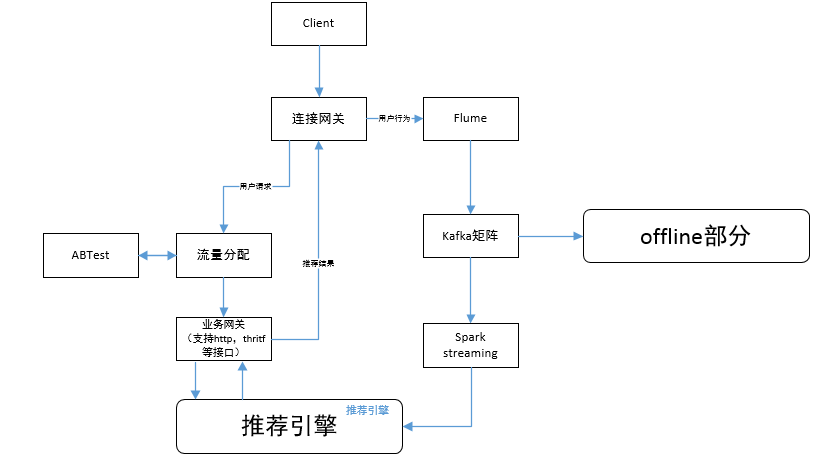 Client
连接网关
用户行为
Flume
用户请求
Kafka矩阵
offline部分
ABTest
流量分配
推荐结果
业务网关
（支持http，thritf
等接口）
Spark
streaming
推荐引擎
推荐引擎